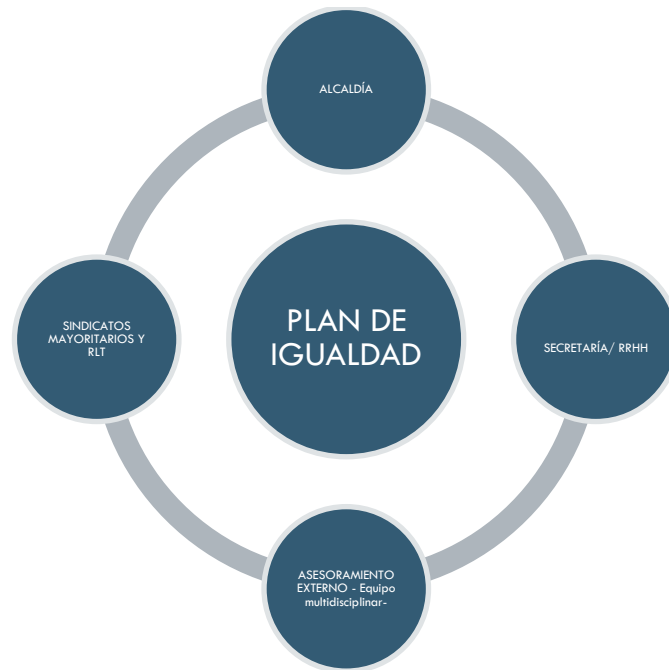 ALCALDÍA
PLAN DE
IGUALDAD
SINDICATOS
MAYORITARIOS Y
RLT
SECRETARÍA/ RRHH
ASESORAMIENTO
EXTERNO - Equipo
multidisciplinar-